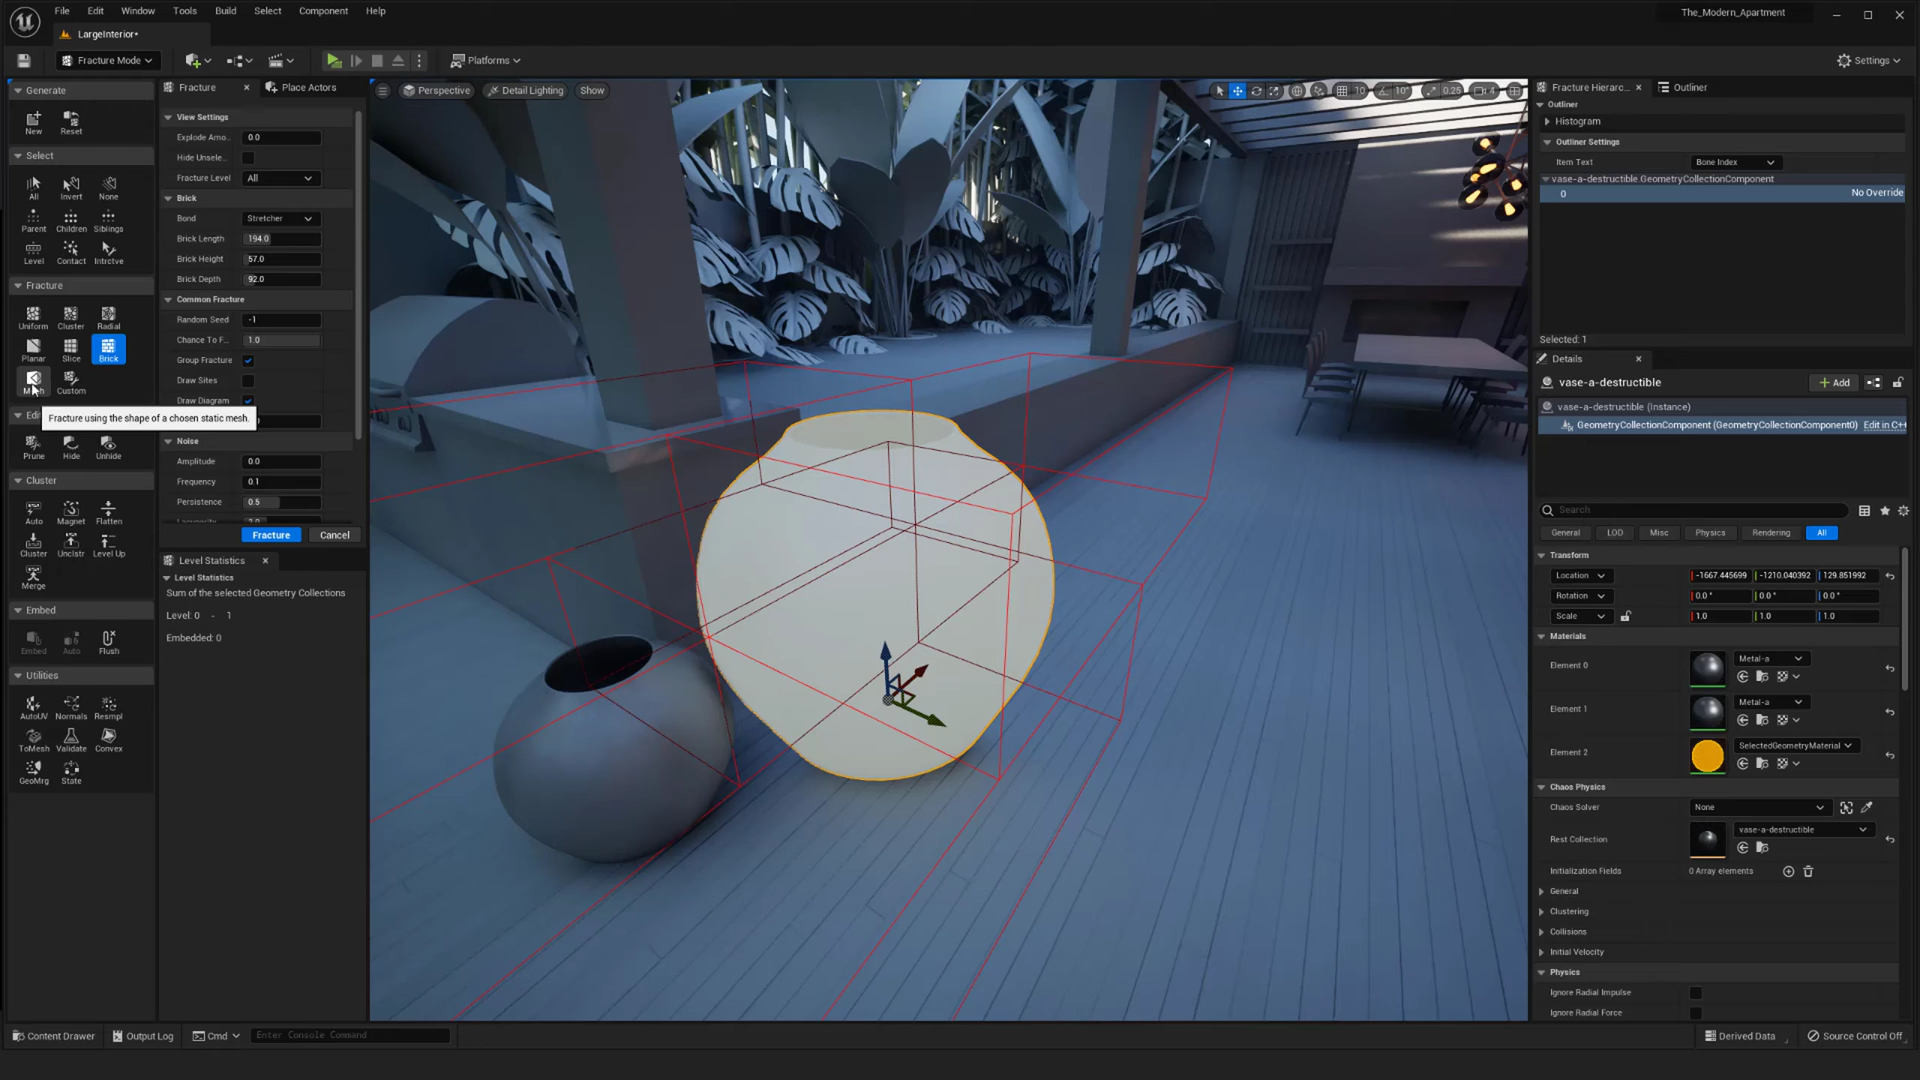 File Edit Window Tools Build Select Component Help
The_Modern_Apartment
LargeInterior*
Fracture Mode
Platforms
Settings
Generate
New Reset
Select
All Invert None
Parent Children Siblings
Level Contact Intrctve
Fracture
Uniform Cluster Radial
Planar Slice Brick
Mesh Custom
Fracture using the shape of a chosen static mesh.
Prune Hide Unhide
Cluster
Auto Magnet Flatten
Cluster Unclstr Level Up
Merge
Embed
Embed Auto Flush
Utilities
AutoUV Normals Resmpl
ToMesh Validate Convex
GeoMrg State
Fracture Place Actors
View Settings
Explode Amo.. 0.0
Hide Unsele..
Fracture Level All
Brick
Bond Stretcher
Brick Length 194.0
Brick Height 57.0
Brick Depth 92.0
Common Fracture
Random Seed -1
Chance To F.. 1.0
Group Fracture
Draw Sites
Draw Diagram
Noise
Amplitude 0.0
Frequency 0.1
Persistence 0.5
Fracture Cancel
Level Statistics
Level Statistics
Sum of the selected Geometry Collections
Level: 0 - 1
Embedded: 0
Perspective Detail Lighting Show
10 10° 0.25 4
Fracture Hierarc.. Outliner
Outliner
Histogram
Outliner Settings
Item Text Bone Index
vase-a-destructible.GeometryCollectionComponent
0 No Override
Selected: 1
Details
vase-a-destructible
Add
vase-a-destructible (Instance)
GeometryCollectionComponent (GeometryCollectionComponent0) Edit in C++
Search
General LOD Misc Physics Rendering All
Transform
Location -1667.445699 -1210.040392 129.851992
Rotation 0.0° 0.0° 0.0°
Scale 1.0 1.0 1.0
Materials
Element 0 Metal-a
Element 1 Metal-a
Element 2 SelectedGeometryMaterial
Chaos Physics
Chaos Solver None
Rest Collection vase-a-destructible
Initialization Fields 0 Array elements
General
Clustering
Collisions
Initial Velocity
Physics
Ignore Radial Impulse
Ignore Radial Force
Content Drawer Output Log Cmd Enter Console Command
Derived Data Source Control Off